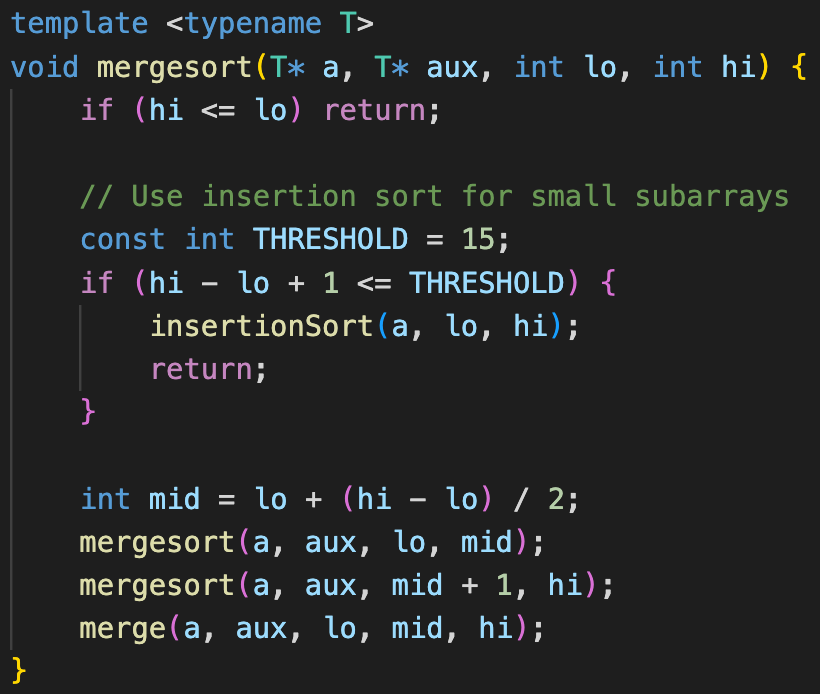 template <typename T>
void mergesort(T* a, T* aux, int lo, int hi) {
    if (hi <= lo) return;

    // Use insertion sort for small subarrays
    const int THRESHOLD = 15;
    if (hi - lo + 1 <= THRESHOLD) {
        insertionSort(a, lo, hi);
        return;
    }

    int mid = lo + (hi - lo) / 2;
    mergesort(a, aux, lo, mid);
    mergesort(a, aux, mid + 1, hi);
    merge(a, aux, lo, mid, hi);
}